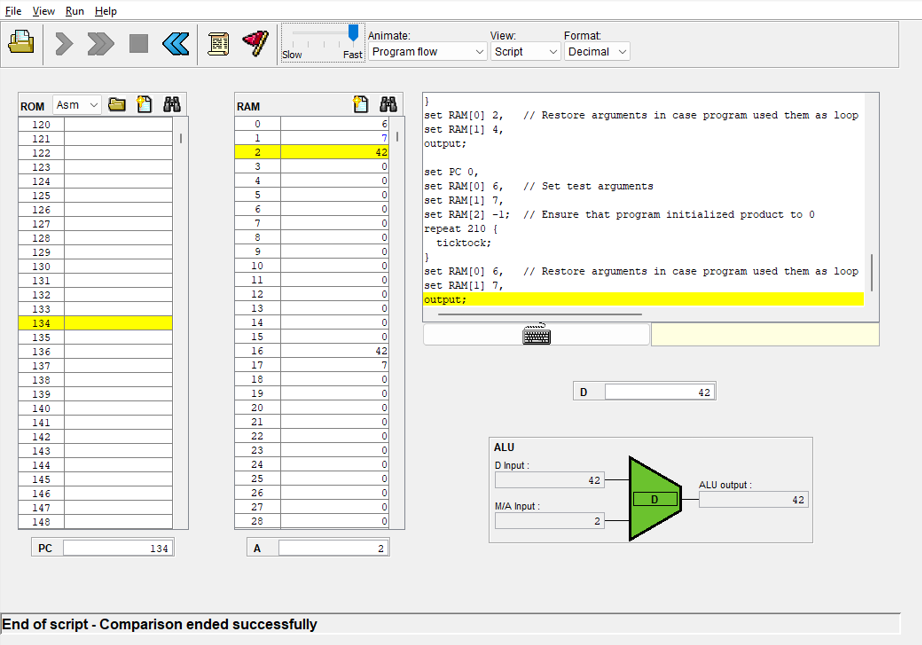 File View Run Help
Slow Fast
Animate:
Program flow
View:
Script
Format:
Decimal
ROM Asm
120
121
122
123
124
125
126
127
128
129
130
131
132
133
134
135
136
137
138
139
140
141
142
143
144
145
146
147
148
PC 134
RAM
0 6
1 7
2 42
3 0
4 0
5 0
6 0
7 0
8 0
9 0
10 0
11 0
12 0
13 0
14 0
15 0
16 42
17 7
18 0
19 0
20 0
21 0
22 0
23 0
24 0
25 0
26 0
27 0
28 0
A 2
}
set RAM[0] 2,   // Restore arguments in case program used them as loop
set RAM[1] 4,
output;
set PC 0,
set RAM[0] 6,   // Set test arguments
set RAM[1] 7,
set RAM[2] -1;  // Ensure that program initialized product to 0
repeat 210 {
  ticktock;
}
set RAM[0] 6,   // Restore arguments in case program used them as loop
set RAM[1] 7,
output;
D 42
ALU
D Input :
42
M/A Input :
2
D
ALU output :
42
End of script - Comparison ended successfully